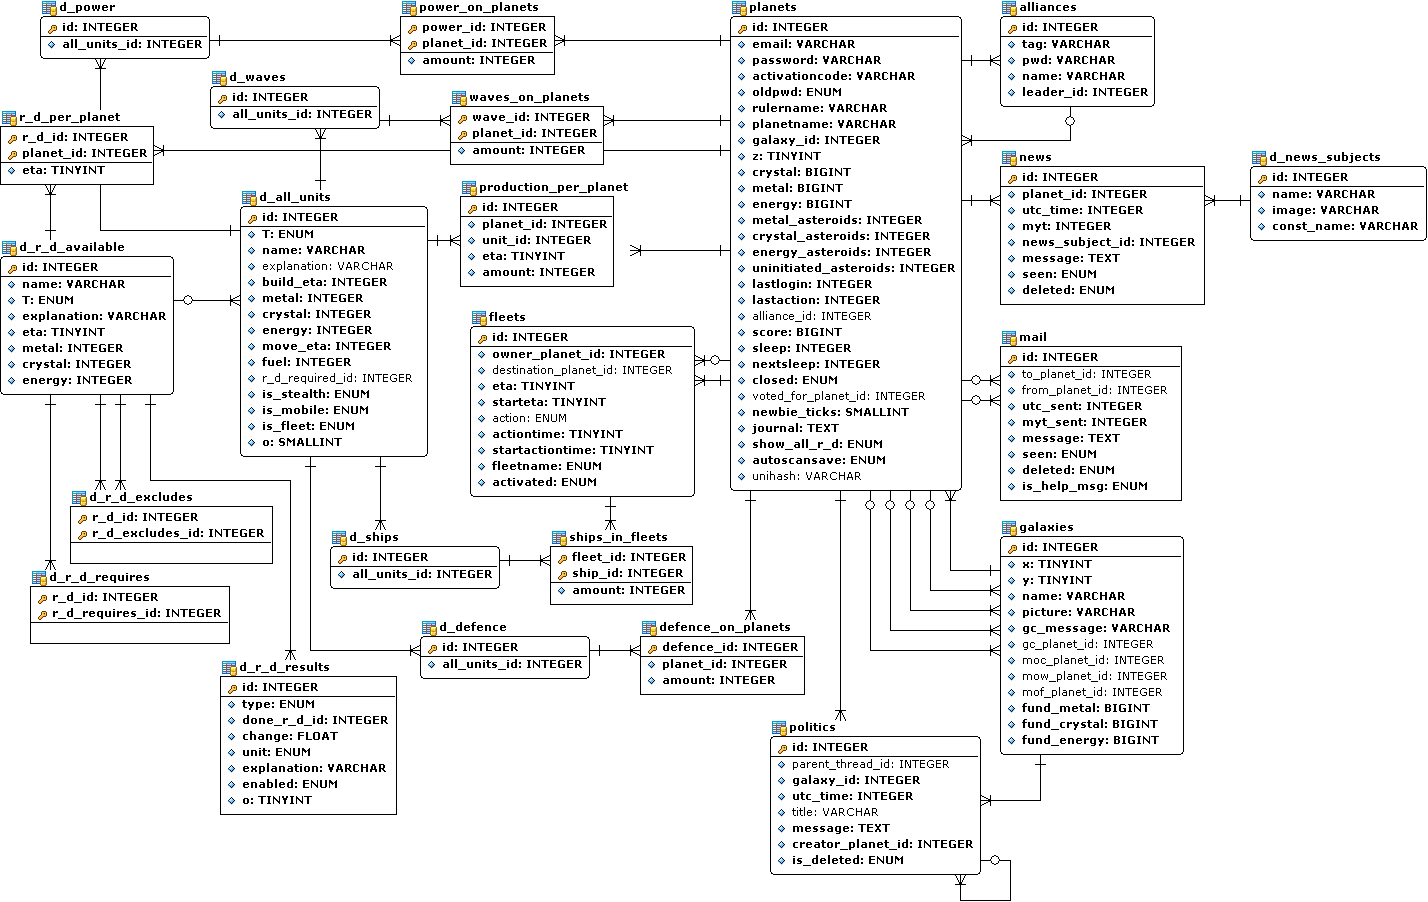 d_power
id: INTEGER
all_units_id: INTEGER
power_on_planets
power_id: INTEGER
planet_id: INTEGER
amount: INTEGER
planets
id: INTEGER
email: VARCHAR
password: VARCHAR
activationcode: VARCHAR
oldpwd: ENUM
rulername: VARCHAR
planetname: VARCHAR
galaxy_id: INTEGER
z: TINYINT
crystal: BIGINT
metal: BIGINT
energy: BIGINT
metal_asteroids: INTEGER
crystal_asteroids: INTEGER
energy_asteroids: INTEGER
uninitiated_asteroids: INTEGER
lastlogin: INTEGER
lastaction: INTEGER
alliance_id: INTEGER
score: BIGINT
sleep: INTEGER
nextsleep: INTEGER
closed: ENUM
voted_for_planet_id: INTEGER
newbie_ticks: SMALLINT
journal: TEXT
show_all_r_d: ENUM
autoscansave: ENUM
unihash: VARCHAR
alliances
id: INTEGER
tag: VARCHAR
pwd: VARCHAR
name: VARCHAR
leader_id: INTEGER
d_waves
id: INTEGER
all_units_id: INTEGER
waves_on_planets
wave_id: INTEGER
planet_id: INTEGER
amount: INTEGER
r_d_per_planet
r_d_id: INTEGER
planet_id: INTEGER
eta: TINYINT
news
id: INTEGER
planet_id: INTEGER
utc_time: INTEGER
myt: INTEGER
news_subject_id: INTEGER
message: TEXT
seen: ENUM
deleted: ENUM
d_news_subjects
id: INTEGER
name: VARCHAR
image: VARCHAR
const_name: VARCHAR
d_all_units
id: INTEGER
T: ENUM
name: VARCHAR
explanation: VARCHAR
build_eta: INTEGER
metal: INTEGER
crystal: INTEGER
energy: INTEGER
move_eta: INTEGER
fuel: INTEGER
r_d_required_id: INTEGER
is_stealth: ENUM
is_mobile: ENUM
is_fleet: ENUM
o: SMALLINT
production_per_planet
id: INTEGER
planet_id: INTEGER
unit_id: INTEGER
eta: TINYINT
amount: INTEGER
d_r_d_available
id: INTEGER
name: VARCHAR
T: ENUM
explanation: VARCHAR
eta: TINYINT
metal: INTEGER
crystal: INTEGER
energy: INTEGER
fleets
id: INTEGER
owner_planet_id: INTEGER
destination_planet_id: INTEGER
eta: TINYINT
starteta: TINYINT
action: ENUM
actiontime: TINYINT
startactiontime: TINYINT
fleetname: ENUM
activated: ENUM
mail
id: INTEGER
to_planet_id: INTEGER
from_planet_id: INTEGER
utc_sent: INTEGER
myt_sent: INTEGER
message: TEXT
seen: ENUM
deleted: ENUM
is_help_msg: ENUM
d_r_d_excludes
r_d_id: INTEGER
r_d_excludes_id: INTEGER
d_ships
id: INTEGER
all_units_id: INTEGER
ships_in_fleets
fleet_id: INTEGER
ship_id: INTEGER
amount: INTEGER
galaxies
id: INTEGER
x: TINYINT
y: TINYINT
name: VARCHAR
picture: VARCHAR
gc_message: VARCHAR
gc_planet_id: INTEGER
moc_planet_id: INTEGER
mow_planet_id: INTEGER
mof_planet_id: INTEGER
fund_metal: BIGINT
fund_crystal: BIGINT
fund_energy: BIGINT
d_r_d_requires
r_d_id: INTEGER
r_d_requires_id: INTEGER
d_defence
id: INTEGER
all_units_id: INTEGER
defence_on_planets
defence_id: INTEGER
planet_id: INTEGER
amount: INTEGER
d_r_d_results
id: INTEGER
type: ENUM
done_r_d_id: INTEGER
change: FLOAT
unit: ENUM
explanation: VARCHAR
enabled: ENUM
o: TINYINT
politics
id: INTEGER
parent_thread_id: INTEGER
galaxy_id: INTEGER
utc_time: INTEGER
title: VARCHAR
message: TEXT
creator_planet_id: INTEGER
is_deleted: ENUM